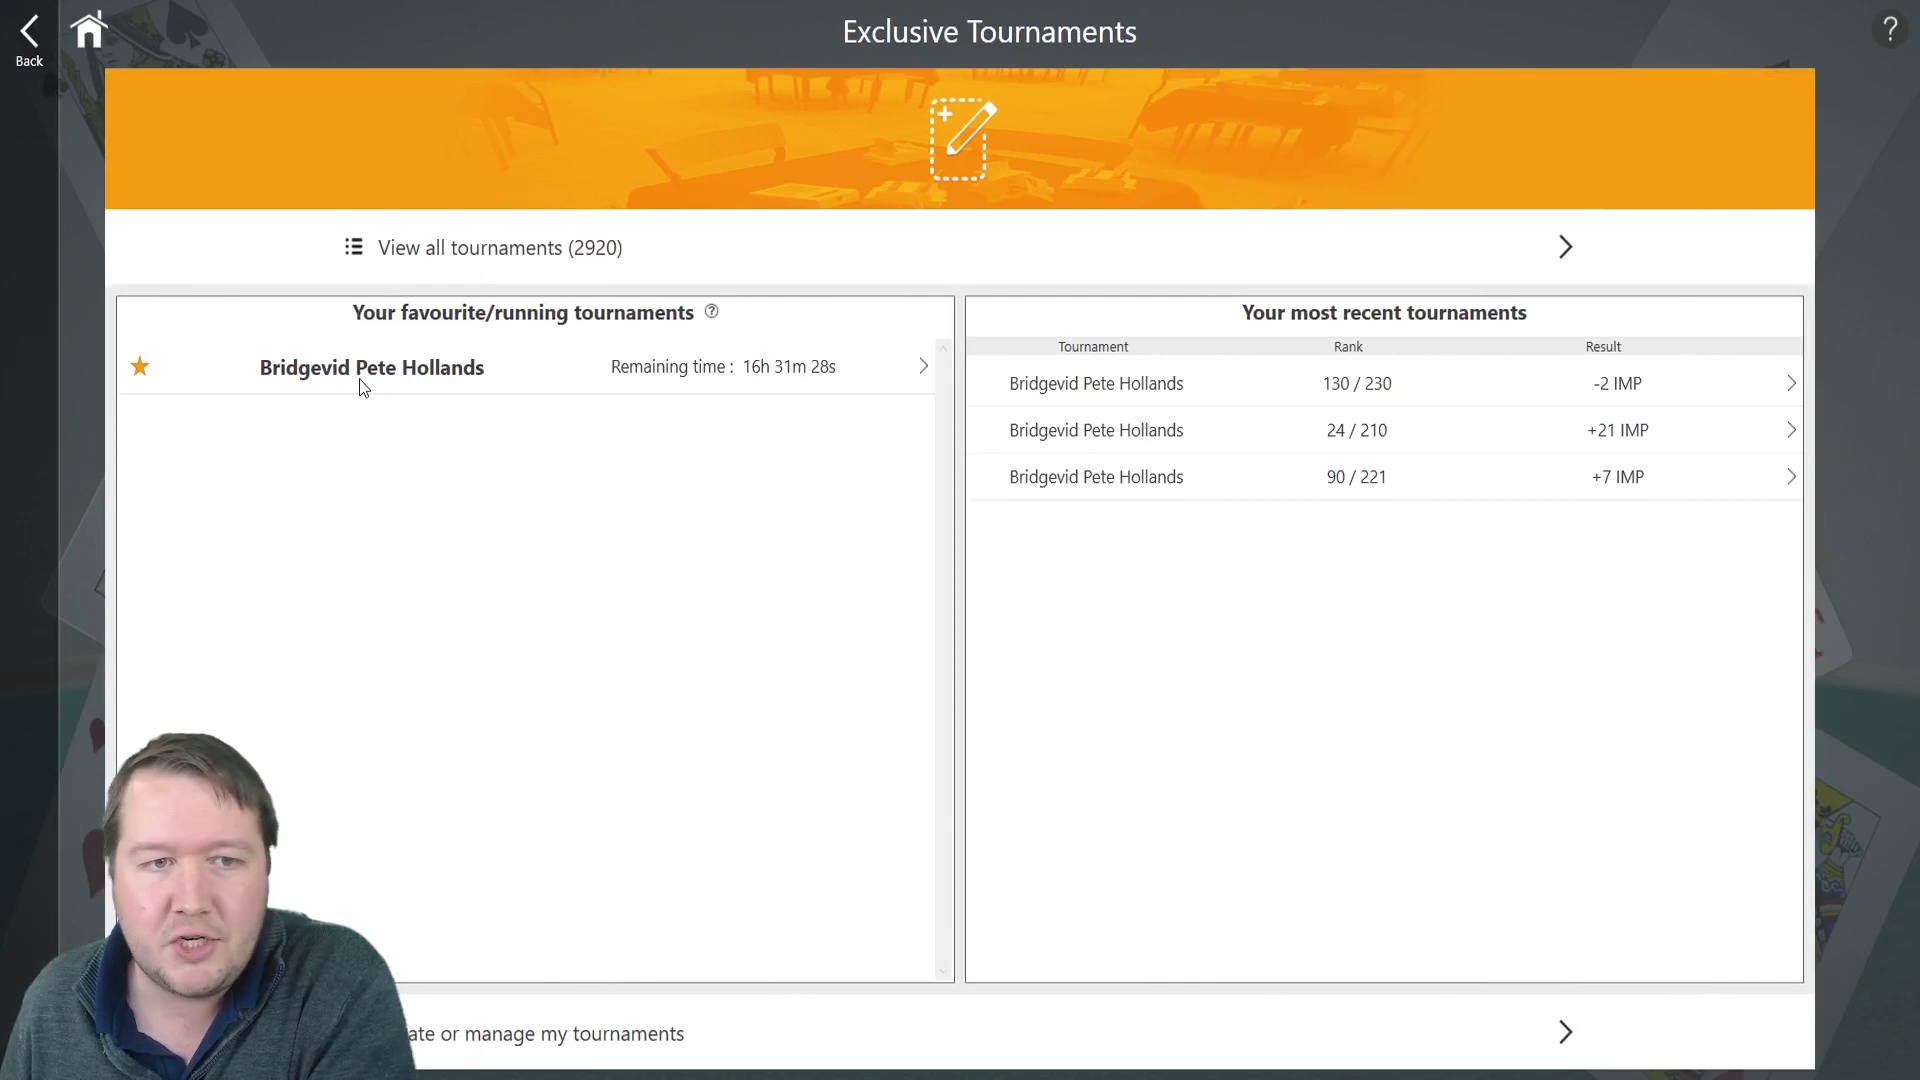 Exclusive Tournaments
?
Back
View all tournaments (2920)
Your favourite/running tournaments ?
Bridgevid Pete Hollands Remaining time : 16h 31m 28s
Your most recent tournaments
Tournament Rank Result
Bridgevid Pete Hollands 130 / 230 -2 IMP
Bridgevid Pete Hollands 24 / 210 +21 IMP
Bridgevid Pete Hollands 90 / 221 +7 IMP
ate or manage my tournaments